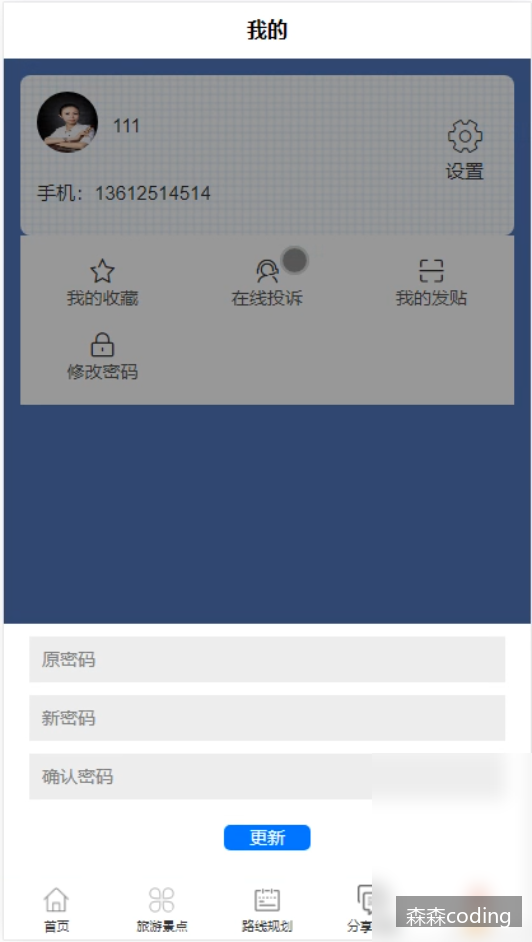 我的
111
设置
手机：13612514514
我的收藏 在线投诉 我的发贴
修改密码
原密码
新密码
确认密码
更新
首页 旅游景点 路线规划 分享
森森coding